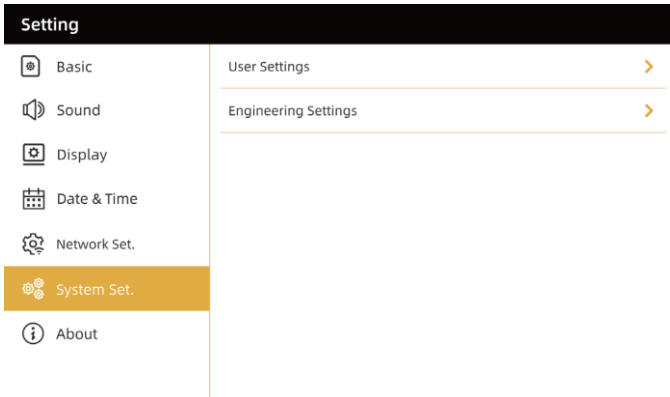 Setting
Basic
Sound
Display
Date & Time
Network Set.
System Set.
About
User Settings
Engineering Settings